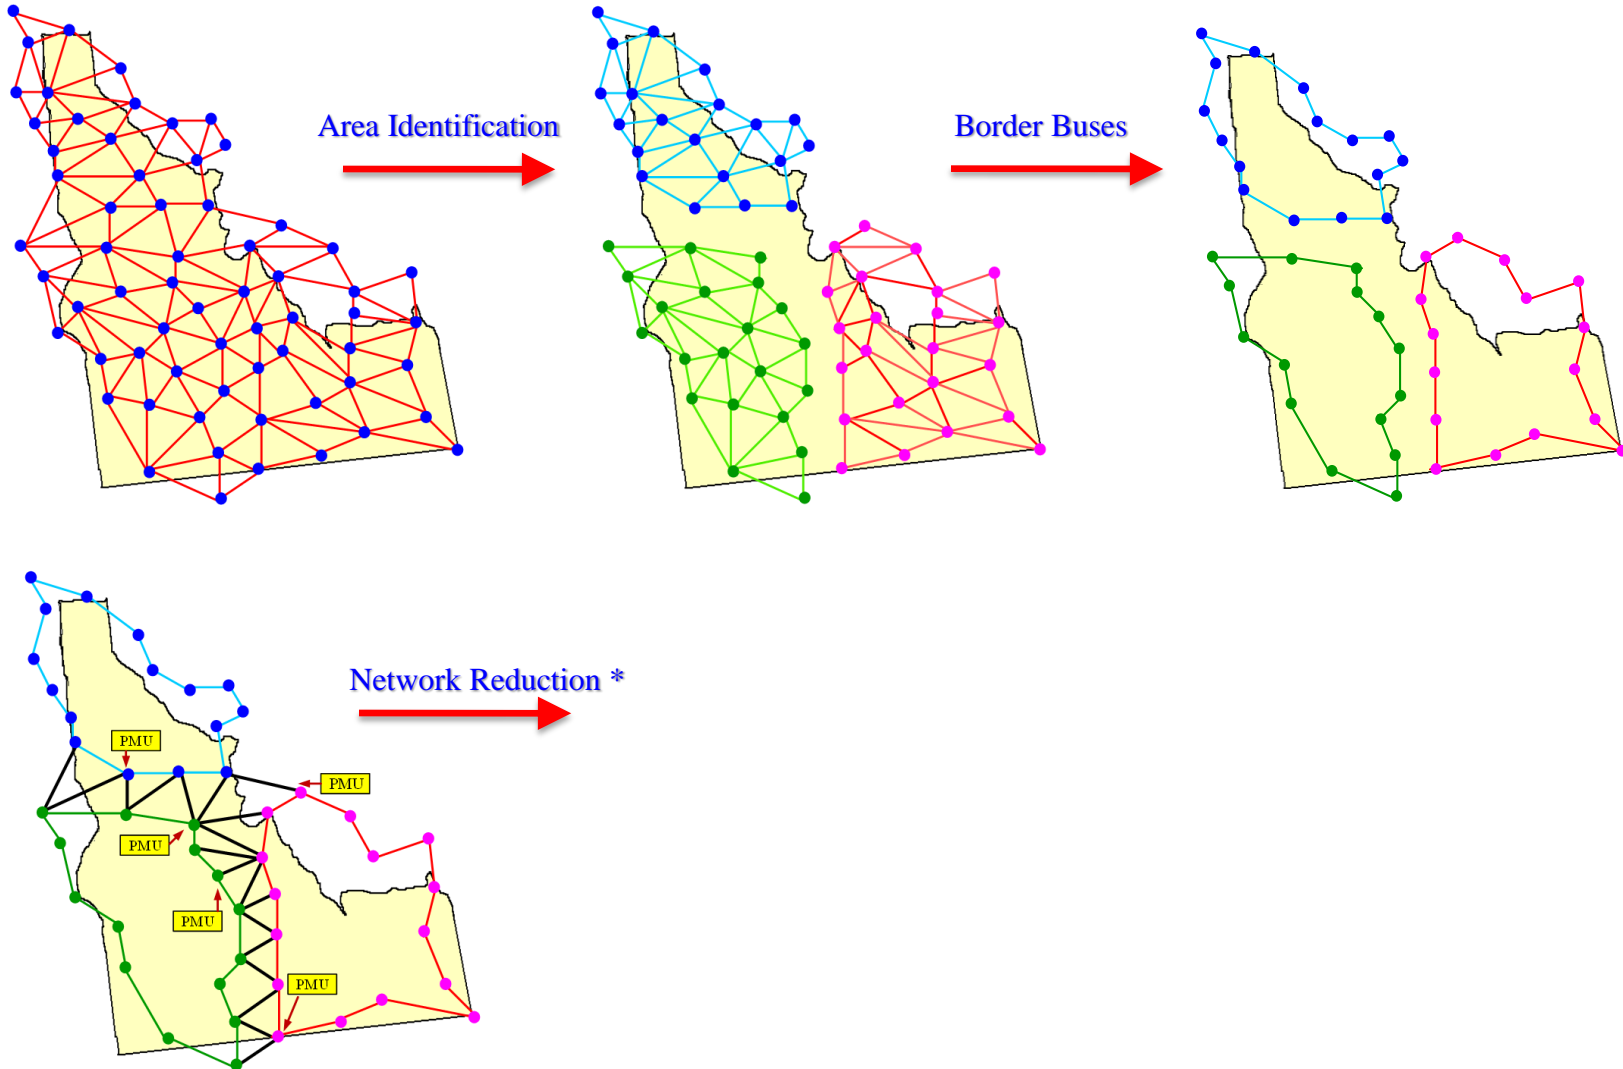 Area Identification
Border Buses
Network Reduction *
PMU
PMU
PMU
PMU
PMU